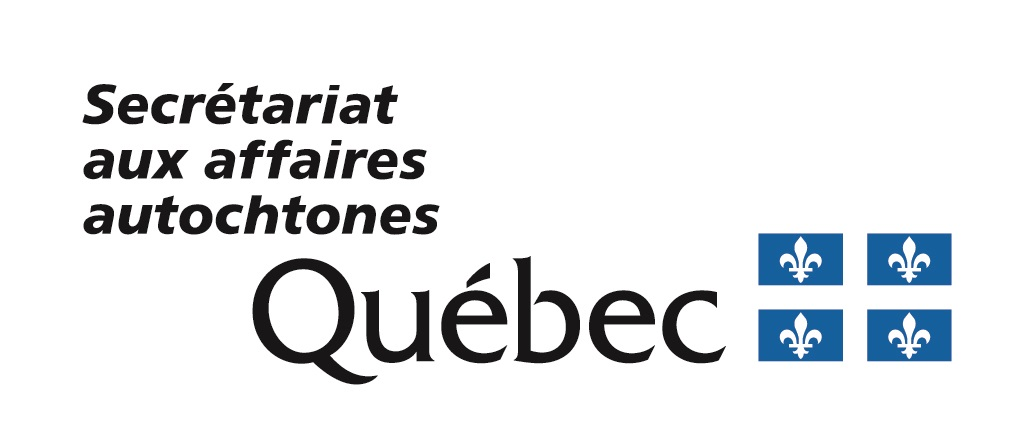 Secrétariat
aux affaires
autochtones
Québec